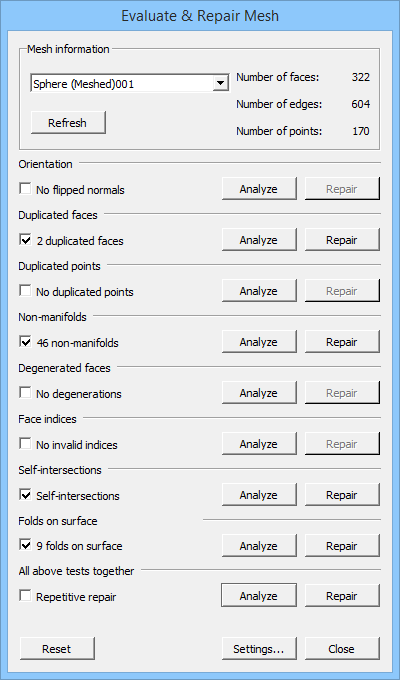 Evaluate & Repair Mesh
Mesh information
Sphere (Meshed)001
Number of faces: 322
Number of edges: 604
Refresh
Number of points: 170
Orientation
No flipped normals Analyze Repair
Duplicated faces
2 duplicated faces Analyze Repair
Duplicated points
No duplicated points Analyze Repair
Non-manifolds
46 non-manifolds Analyze Repair
Degenerated faces
No degenerations Analyze Repair
Face indices
No invalid indices Analyze Repair
Self-intersections
Self-intersections Analyze Repair
Folds on surface
9 folds on surface Analyze Repair
All above tests together
Repetitive repair Analyze Repair
Reset Settings... Close